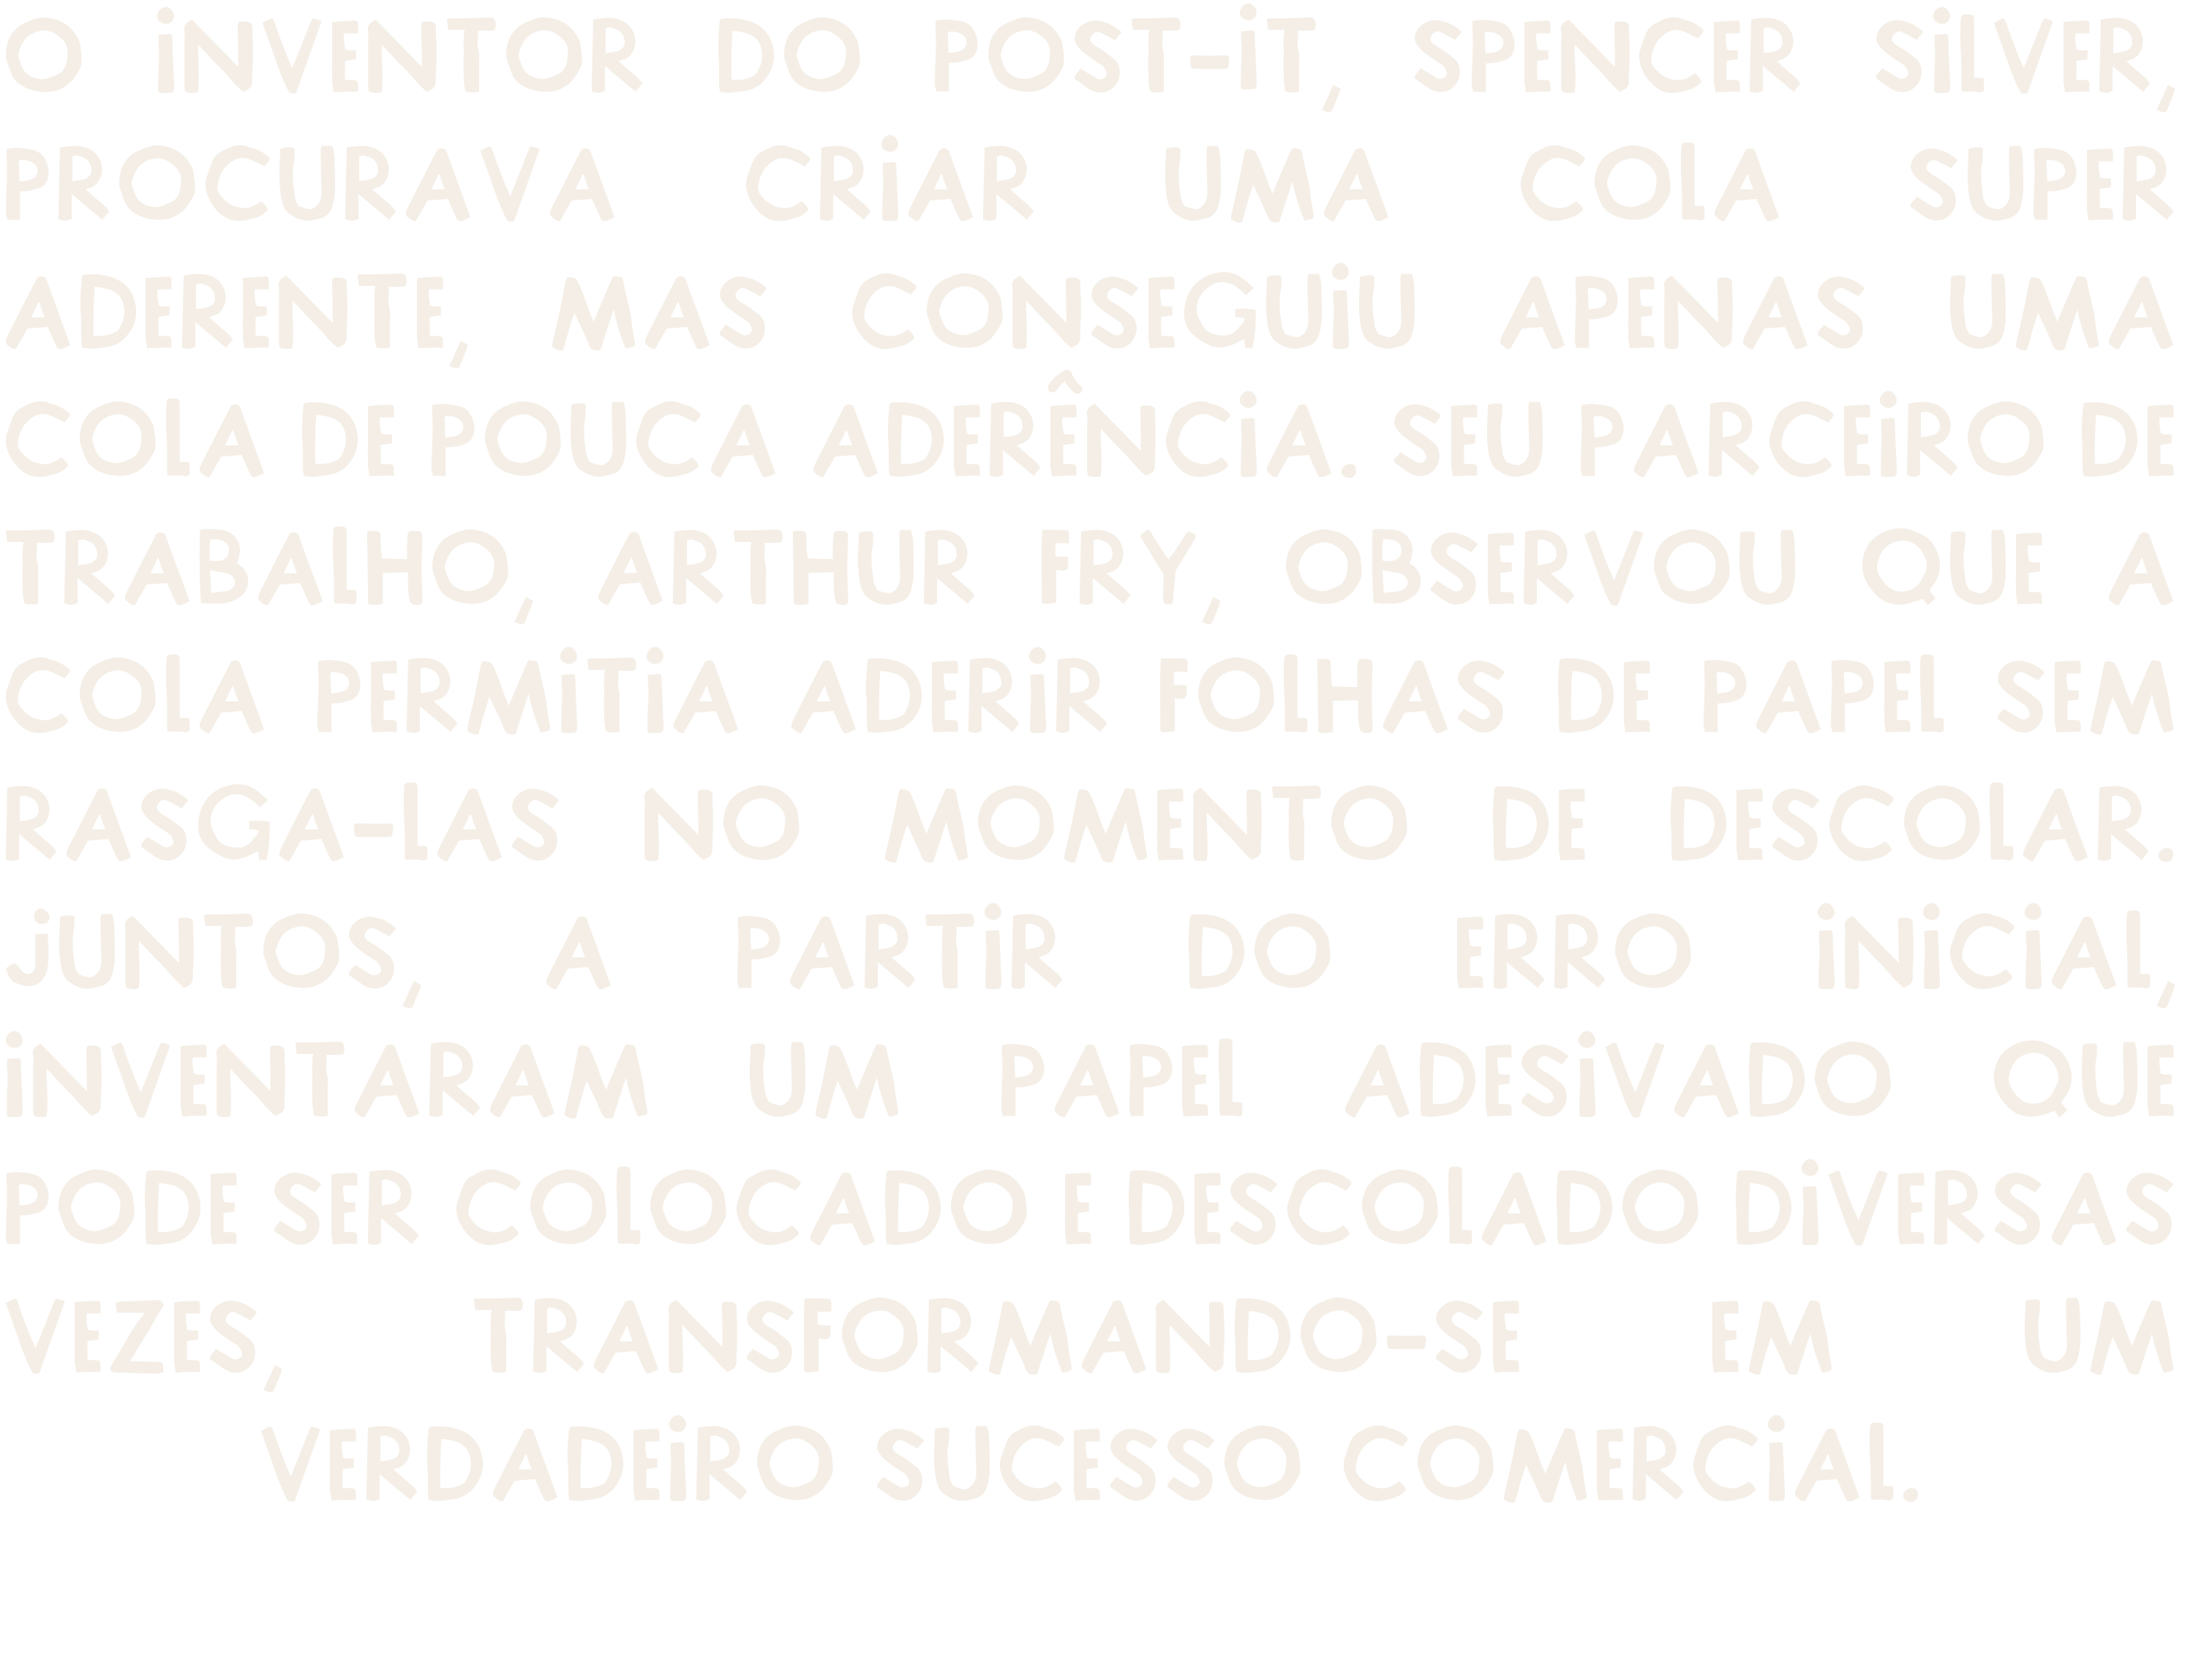 O INVENTOR DO POST-IT, SPENCER SILVER,
PROCURAVA CRIAR UMA COLA SUPER
ADERENTE, MAS CONSEGUIU APENAS UMA
COLA DE POUCA ADERÊNCIA. SEU PARCEIRO DE
TRABALHO, ARTHUR FRY, OBSERVOU QUE A
COLA PERMITIA ADERIR FOLHAS DE PAPEL SEM
RASGA-LAS NO MOMENTO DE DESCOLAR.
JUNTOS, A PARTIR DO ERRO INICIAL,
INVENTARAM UM PAPEL ADESIVADO QUE
PODE SER COLOCADO E DESCOLADO DIVERSAS
VEZES, TRANSFORMANDO-SE EM UM
VERDADEIRO SUCESSO COMERCIAL.